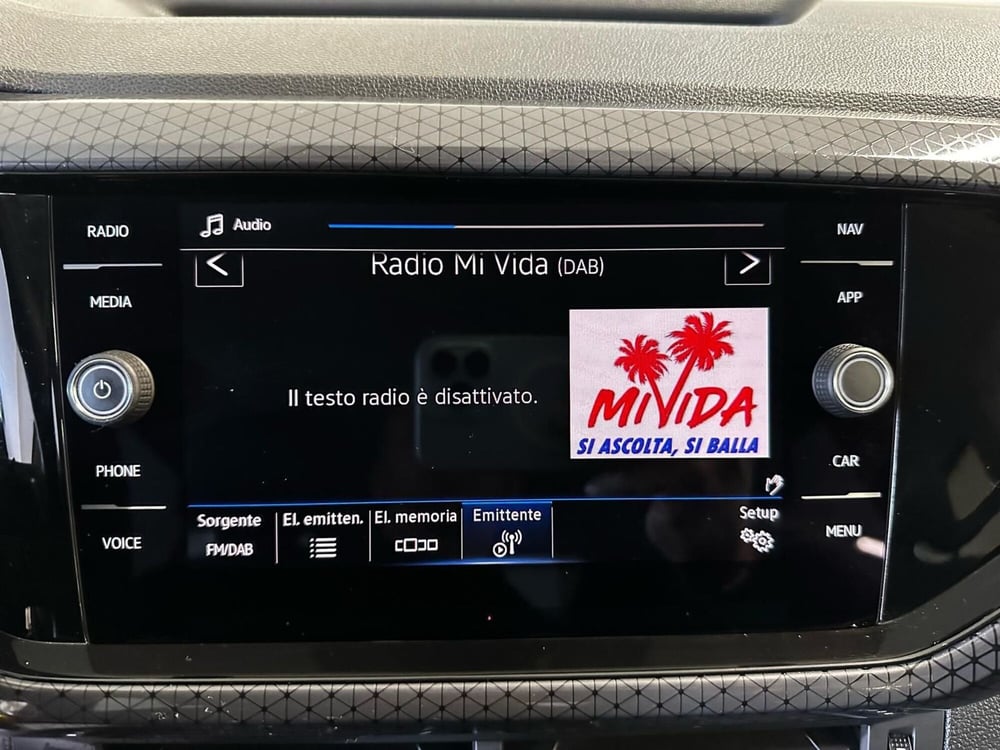 RADIO
MEDIA
PHONE
VOICE
Audio
Radio Mi Vida (DAB)
Il testo radio è disattivato.
MIVIDA
SI ASCOLTA, SI BALLA
Sorgente
FM/DAB
El. emitten.
El. memoria
Emittente
Setup
NAV
APP
CAR
MENU